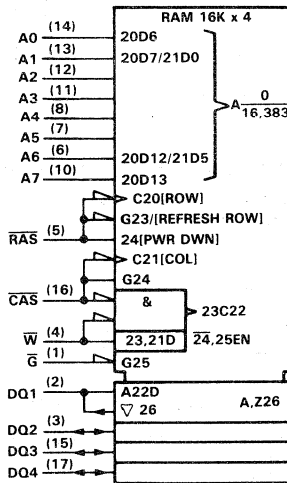 RAM 16K x 4
A0 (14) 20D6
A1 (13) 20D7/21D0
A2 (12)
A3 (11)
A4 (8)
A5 (7)
A6 (6) 20D12/21D5
A7 (10) 20D13
A 0/16,383
C20[ROW]
G23/[REFRESH ROW]
RAS (5) 24[PWR DWN]
C21[COL]
G24
CAS (16) & 23C22
W (4) 23,21D 24,25EN
G (1) G25
DQ1 (2) A22D A,Z26
▽ 26
DQ2 (3)
DQ3 (15)
DQ4 (17)